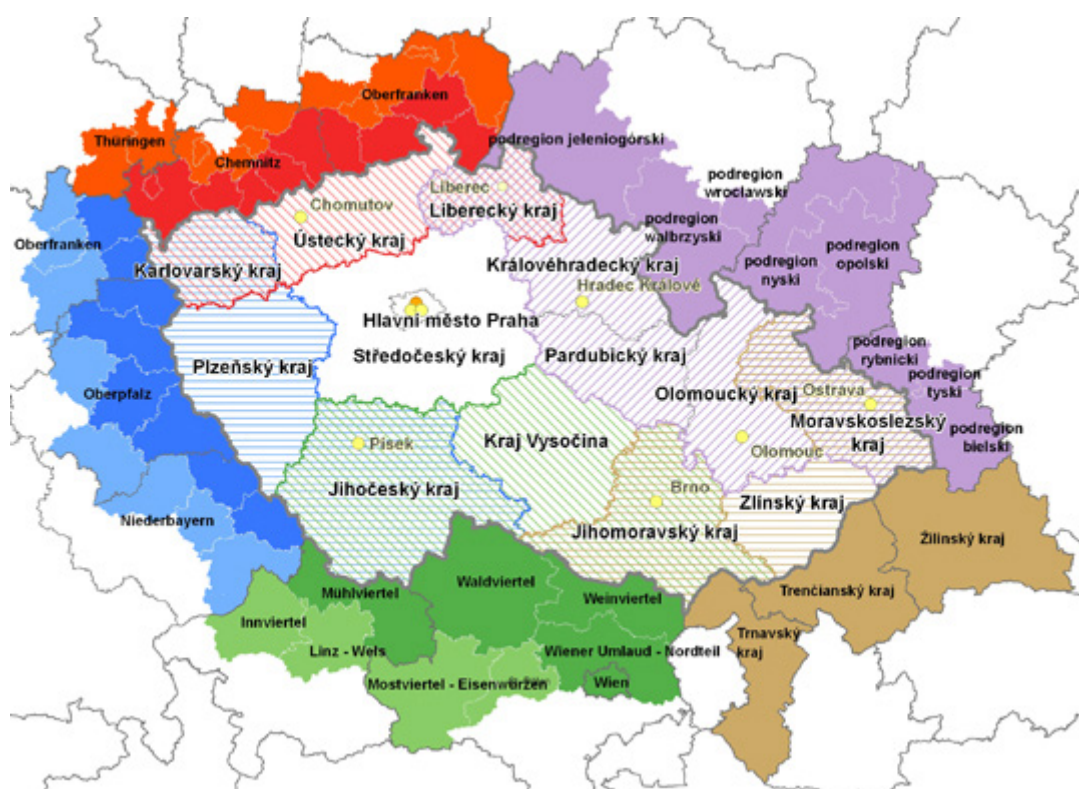 Oberfranken
Thüringen
Chemnitz
podregion jeleniogórski
podregion
wroclawski
Liberec
Liberecký kraj
Chomutov
Ústecký kraj
Oberfranken
Karlovarský kraj
podregion
walbrzyski
podregion
opolski
podregion
nyski
Královéhradecký kraj
Hradec Králové
Hlavní město Praha
Středočeský kraj
Pardubický kraj
Plzeňský kraj
podregion
rybnicki
podregion
tyski
Oberpfalz
Olomoucký kraj
Ostrava
Moravskoslezský
kraj
podregion
bielski
Písek
Kraj Vysočina
Olomouc
Jihočeský kraj
Brno
Zlínský kraj
Niederbayern
Jihomoravský kraj
Žilinský kraj
Mühlviertel
Waldviertel
Weinviertel
Trenčianský kraj
Innviertel
Linz - Wels
Wiener Umlaud - Nordteil
Trnavský
kraj
Mostviertel - Eisenwurzen
Wien